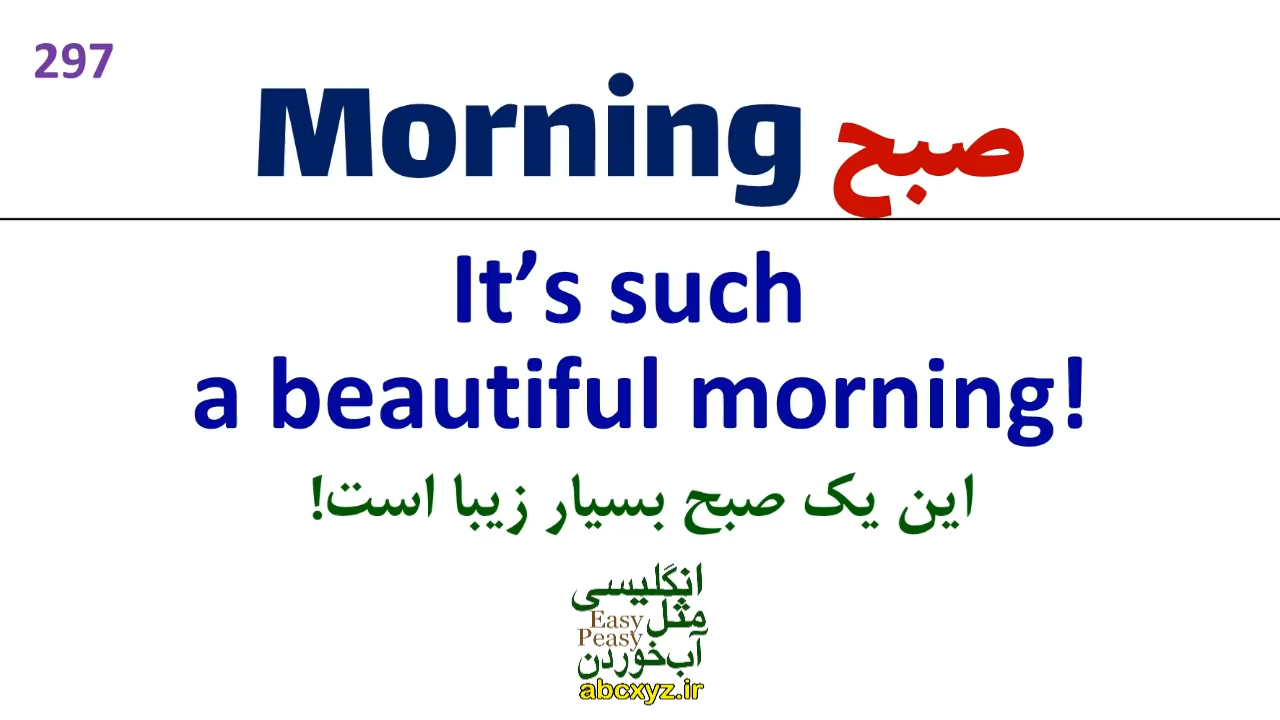 297
Morning صبح
It’s such
a beautiful morning!
این یک صبح بسیار زیبا است!
انگلیسی
مثل
Easy
Peasy
آب‌خوردن
abcxyz.ir